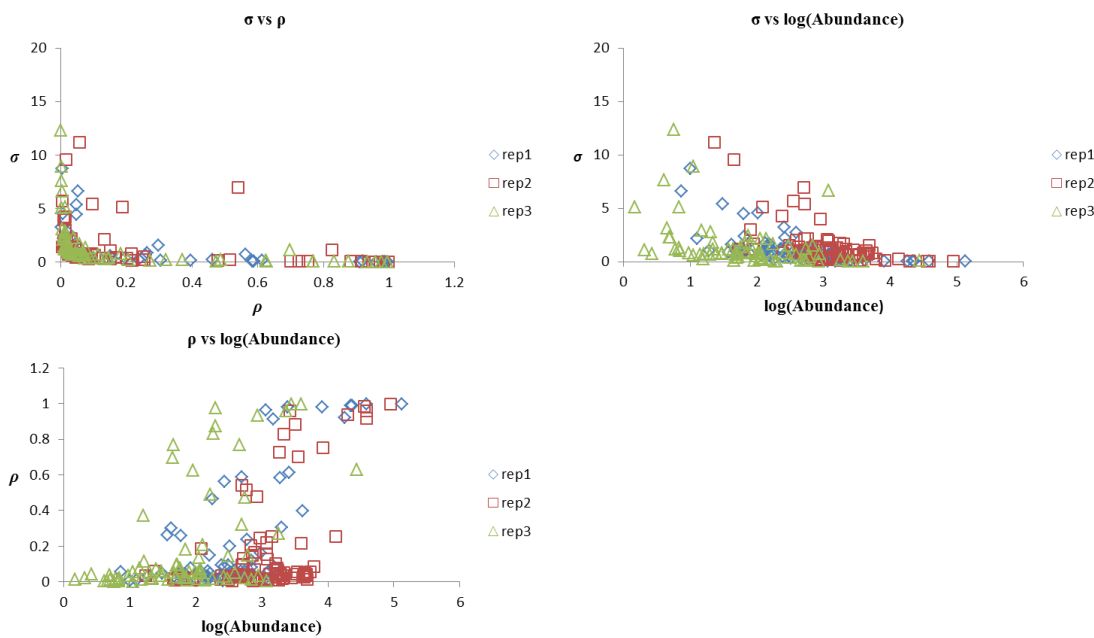 σ vs ρ
20
15
10
5
0
σ
0 0.2 0.4 0.6 0.8 1 1.2
ρ
rep1
rep2
rep3
σ vs log(Abundance)
20
15
10
5
0
σ
0 1 2 3 4 5 6
log(Abundance)
rep1
rep2
rep3
ρ vs log(Abundance)
1.2
1
0.8
0.6
0.4
0.2
0
ρ
0 1 2 3 4 5 6
log(Abundance)
rep1
rep2
rep3